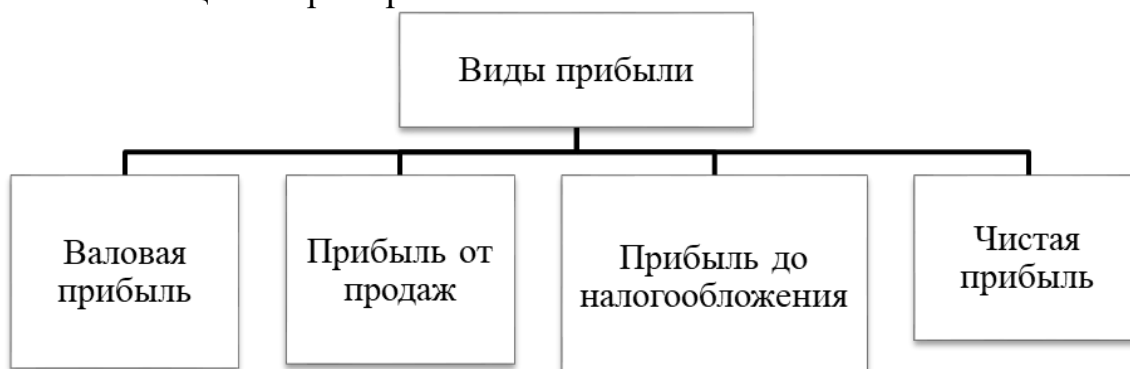 Виды прибыли
Валовая
прибыль
Прибыль от
продаж
Прибыль до
налогообложения
Чистая
прибыль